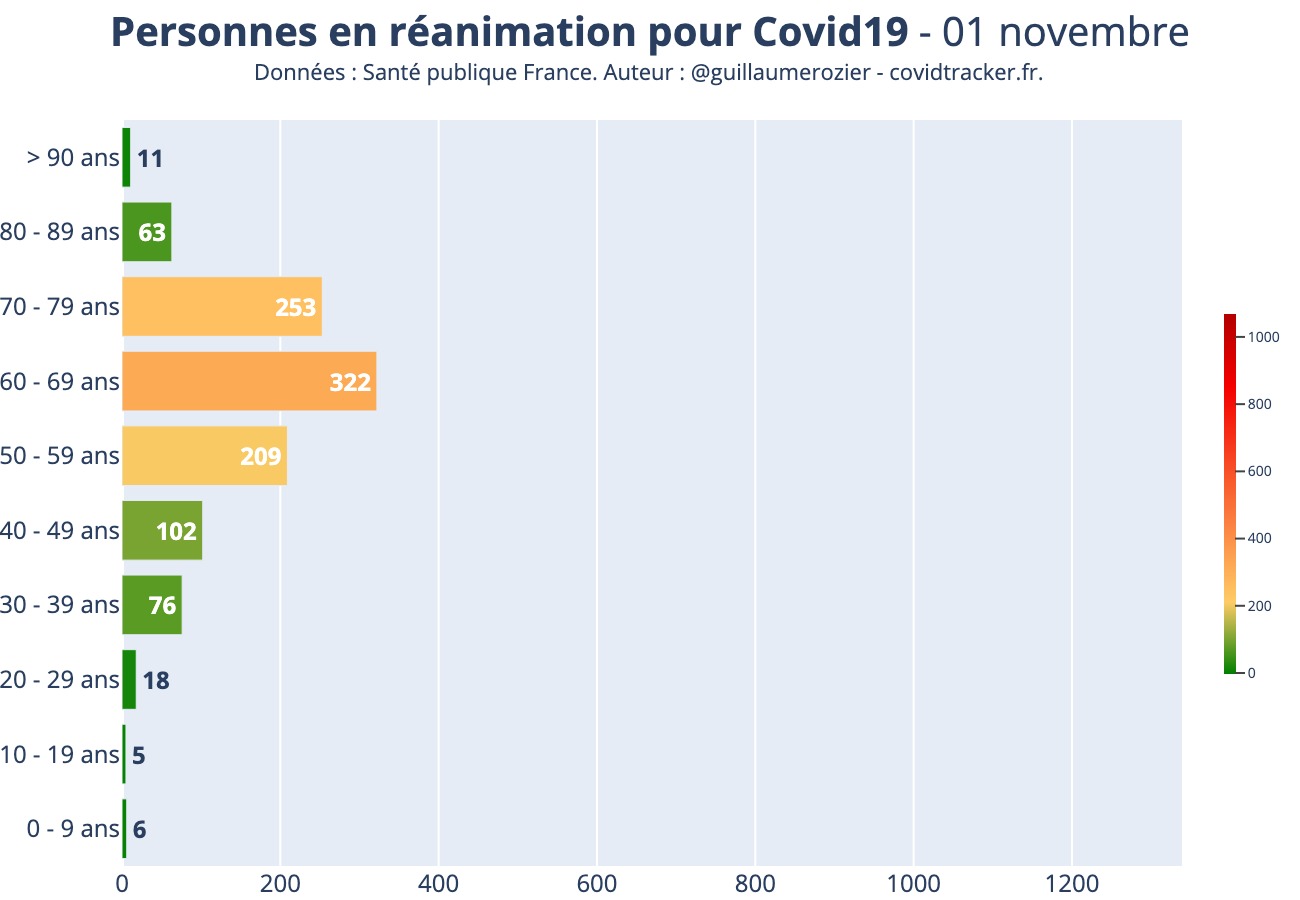 Personnes en réanimation pour Covid19 - 01 novembre
Données : Santé publique France. Auteur : @guillaumerozier - covidtracker.fr.
> 90 ans 11
80 - 89 ans 63
70 - 79 ans 253
60 - 69 ans 322
50 - 59 ans 209
40 - 49 ans 102
30 - 39 ans 76
20 - 29 ans 18
10 - 19 ans 5
0 - 9 ans 6
0 200 400 600 800 1000 1200
1000
800
600
400
200
0